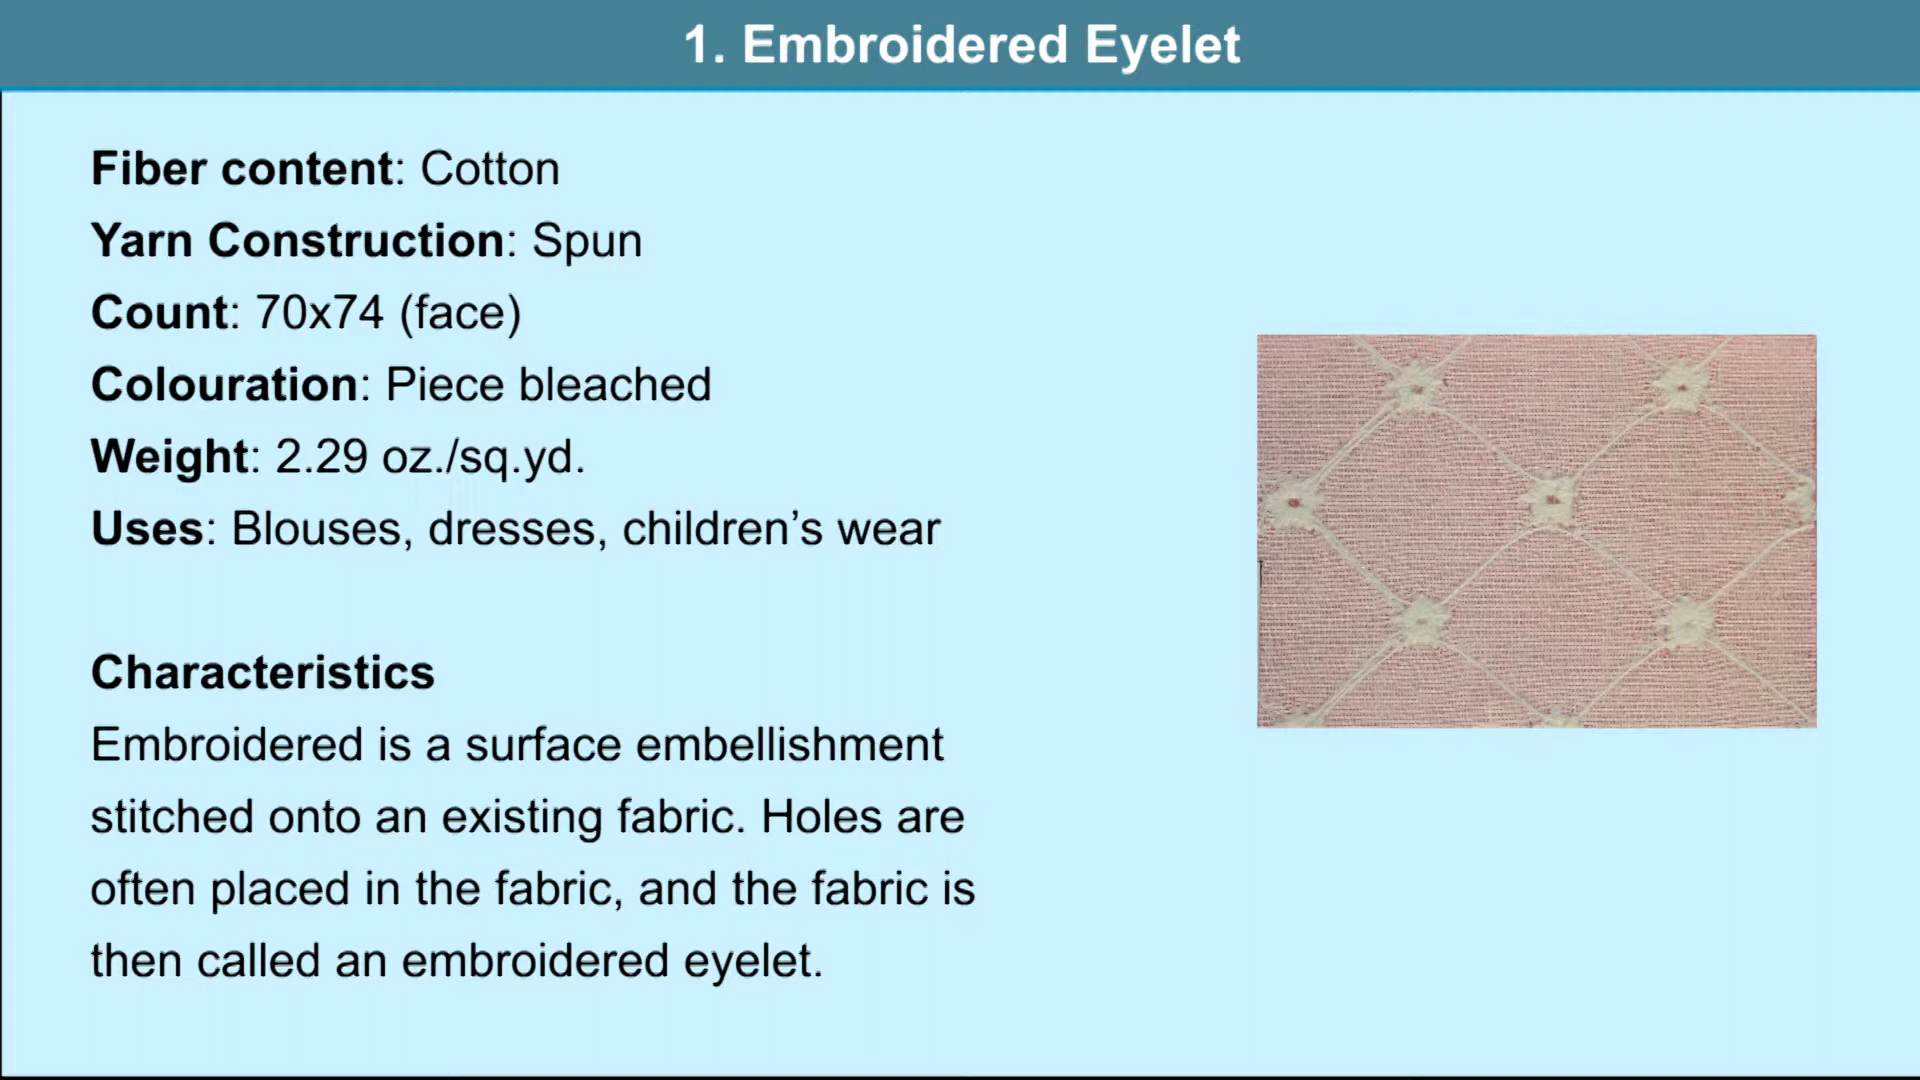 1. Embroidered Eyelet
Fiber content: Cotton
Yarn Construction: Spun
Count: 70x74 (face)
Colouration: Piece bleached
Weight: 2.29 oz./sq.yd.
Uses: Blouses, dresses, children’s wear
Characteristics
Embroidered is a surface embellishment
stitched onto an existing fabric. Holes are
often placed in the fabric, and the fabric is
then called an embroidered eyelet.